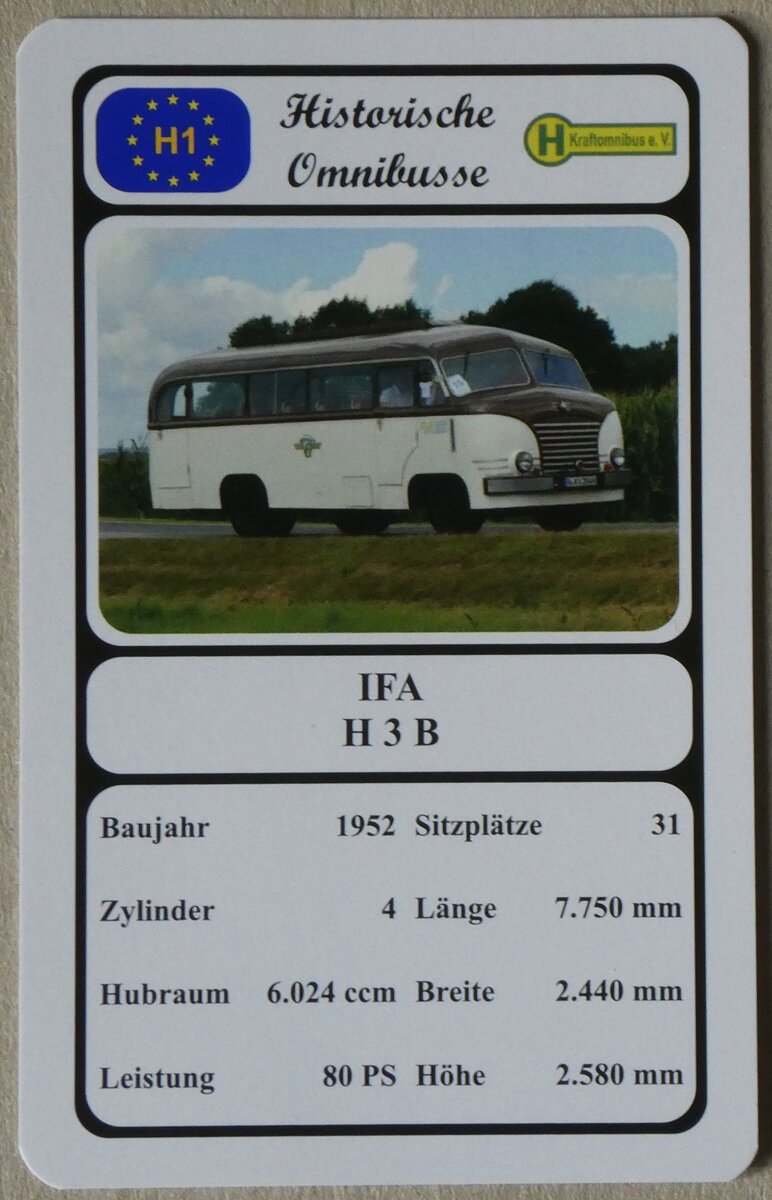 H1
Historische
Omnibusse
H Kraftomnibus e. V.
IFA
H 3 B
Baujahr 1952 Sitzplätze 31
Zylinder 4 Länge 7.750 mm
Hubraum 6.024 ccm Breite 2.440 mm
Leistung 80 PS Höhe 2.580 mm